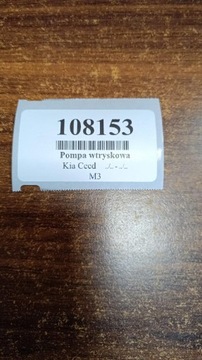 108153
Pompa wtryskowa
Kia Ceed ../.. - ../..
M3